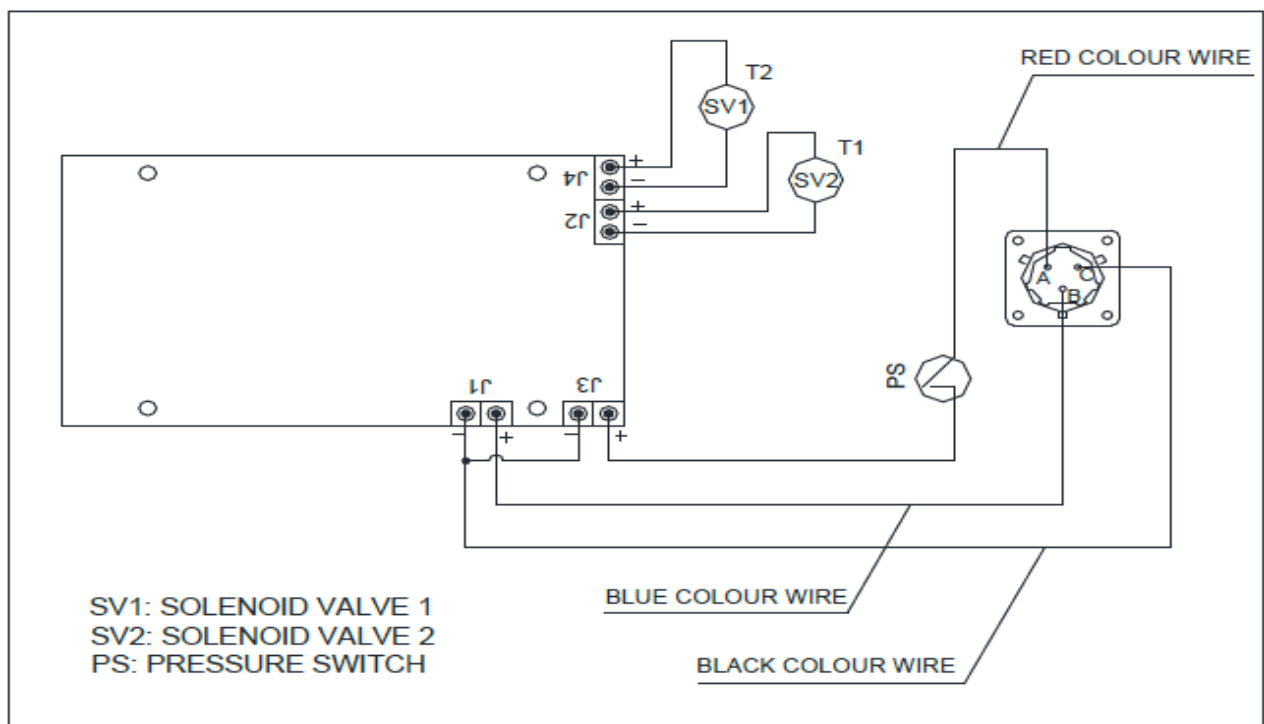 RED COLOUR WIRE
T2
SV1
T1
SV2
+
J4
−
+
J2
−
A
C
B
PS
J1
J3
−
+
−
+
BLUE COLOUR WIRE
BLACK COLOUR WIRE
SV1: SOLENOID VALVE 1
SV2: SOLENOID VALVE 2
PS: PRESSURE SWITCH